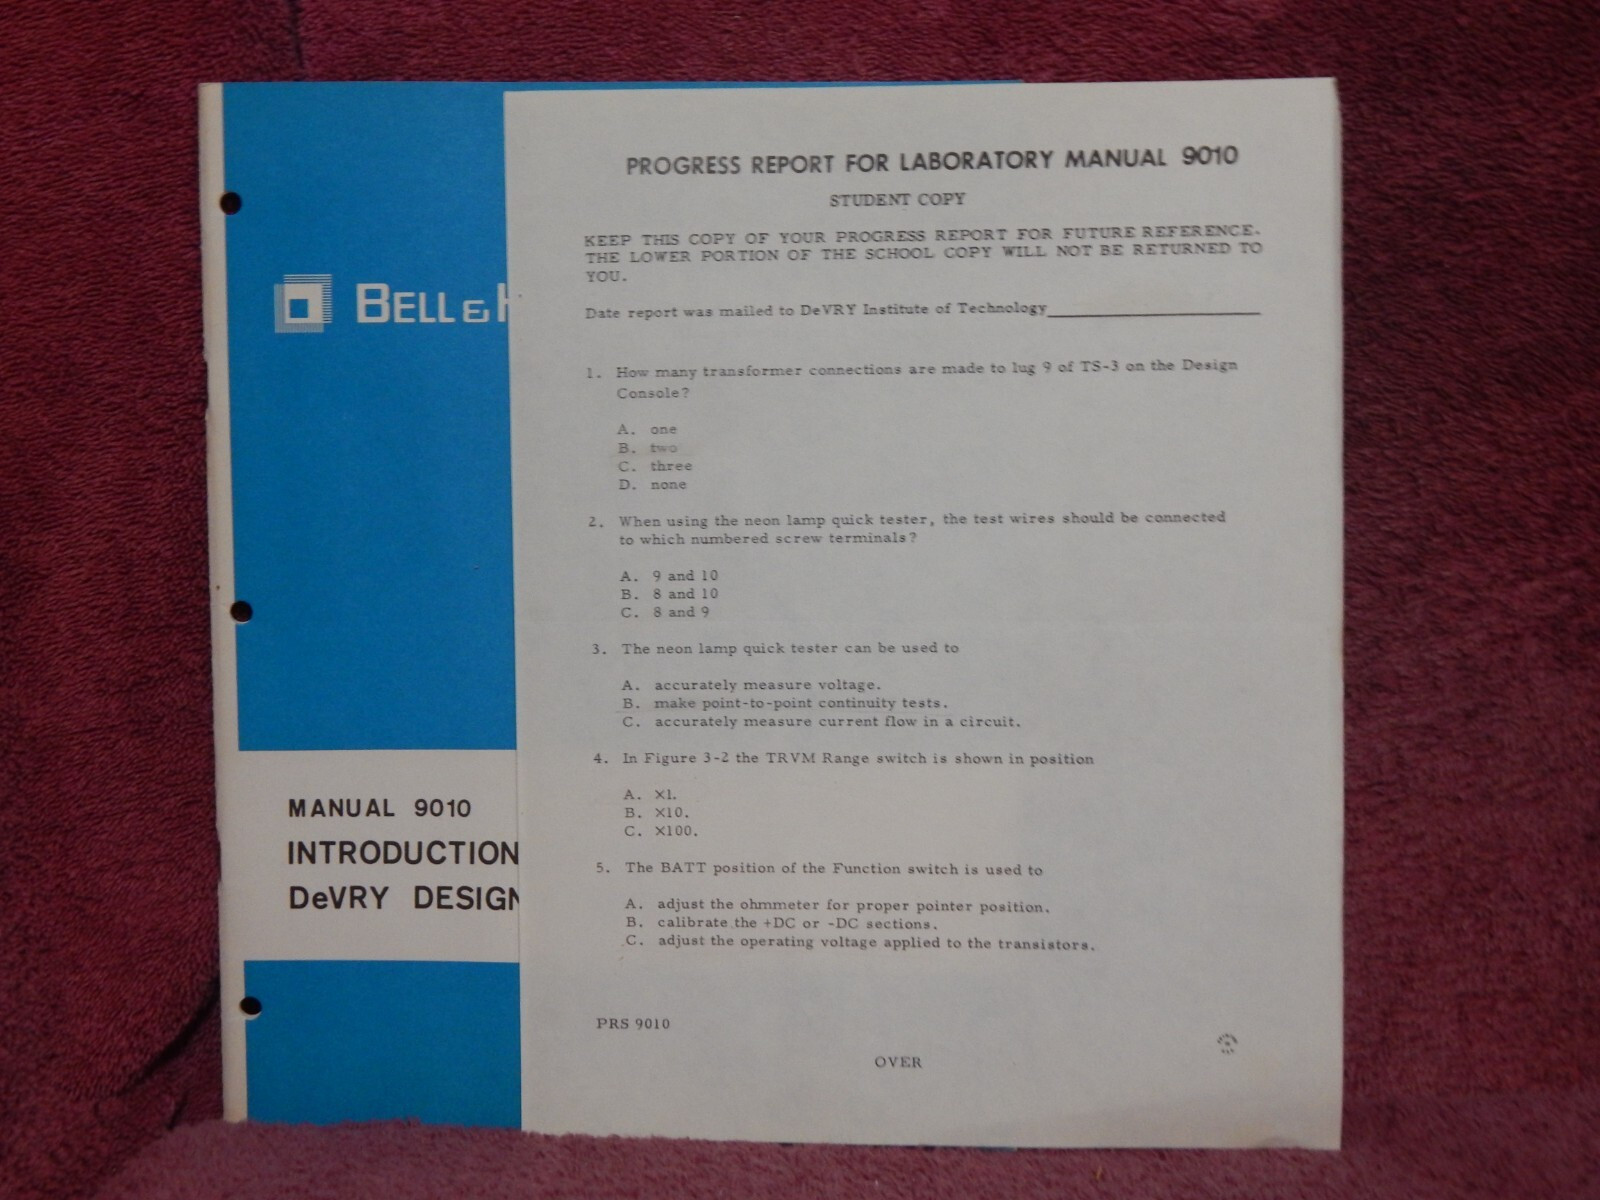 BELL &
MANUAL 9010
INTRODUCTION
DeVRY DESIGN
PROGRESS REPORT FOR LABORATORY MANUAL 9010
STUDENT COPY
KEEP THIS COPY OF YOUR PROGRESS REPORT FOR FUTURE REFERENCE.
THE LOWER PORTION OF THE SCHOOL COPY WILL NOT BE RETURNED TO
YOU.
Date report was mailed to DeVRY Institute of Technology
1. How many transformer connections are made to lug 9 of TS-3 on the Design
Console?
A. one
B. two
C. three
D. none
2. When using the neon lamp quick tester, the test wires should be connected
to which numbered screw terminals?
A. 9 and 10
B. 8 and 10
C. 8 and 9
3. The neon lamp quick tester can be used to
A. accurately measure voltage.
B. make point-to-point continuity tests.
C. accurately measure current flow in a circuit.
4. In Figure 3-2 the TRVM Range switch is shown in position
A. X1.
B. X10.
C. X100.
5. The BATT position of the Function switch is used to
A. adjust the ohmmeter for proper pointer position.
B. calibrate the +DC or -DC sections.
C. adjust the operating voltage applied to the transistors.
PRS 9010
OVER